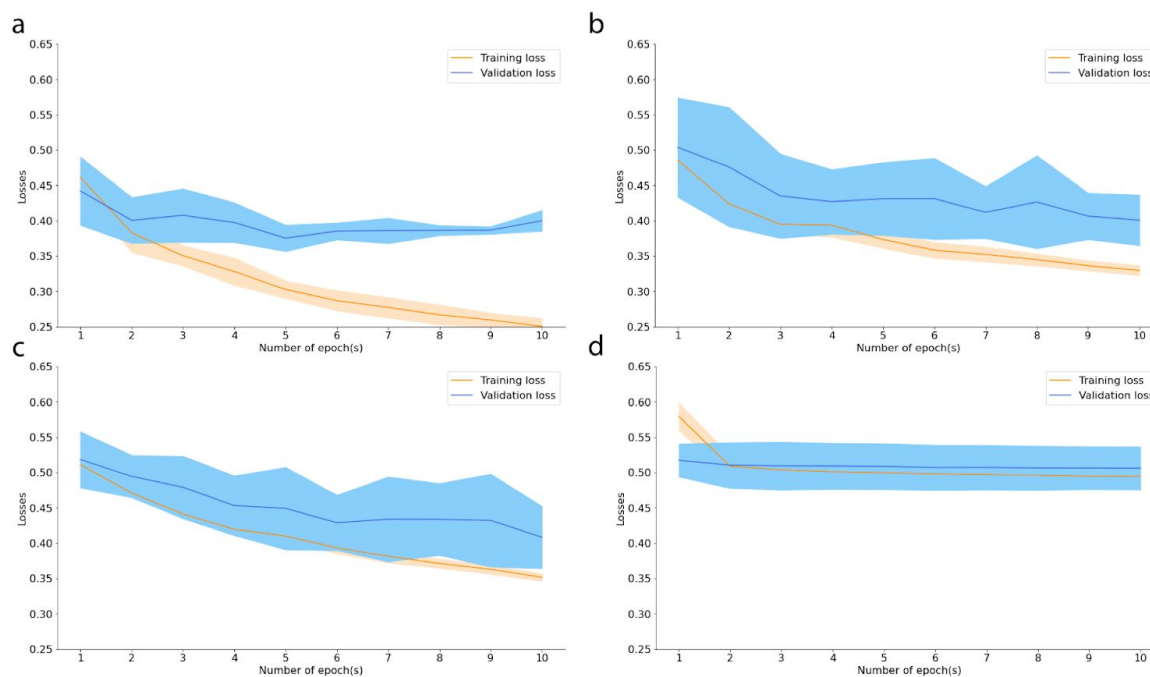 a
0.65
0.60
0.55
0.50
0.45
0.40
0.35
0.30
0.25
Losses
Training loss
Validation loss
1 2 3 4 5 6 7 8 9 10
Number of epoch(s)
b
0.65
0.60
0.55
0.50
0.45
0.40
0.35
0.30
0.25
Losses
Training loss
Validation loss
1 2 3 4 5 6 7 8 9 10
Number of epoch(s)
c
0.65
0.60
0.55
0.50
0.45
0.40
0.35
0.30
0.25
Losses
Training loss
Validation loss
1 2 3 4 5 6 7 8 9 10
Number of epoch(s)
d
0.65
0.60
0.55
0.50
0.45
0.40
0.35
0.30
0.25
Losses
Training loss
Validation loss
1 2 3 4 5 6 7 8 9 10
Number of epoch(s)